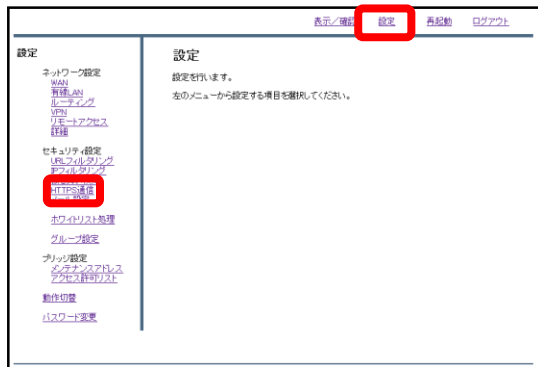 表示/確認 設定 再起動 ログアウト
設定
ネットワーク設定
WAN
有線LAN
ルーティング
VPN
リモートアクセス
詳細
セキュリティ設定
URLフィルタリング
IPフィルタリング
HTTPS通信
ホワイトリスト処理
グループ設定
ブリッジ設定
メンテナンスアドレス
アクセス許可リスト
動作切替
パスワード変更
設定
設定を行います。
左のメニューから設定する項目を選択してください。